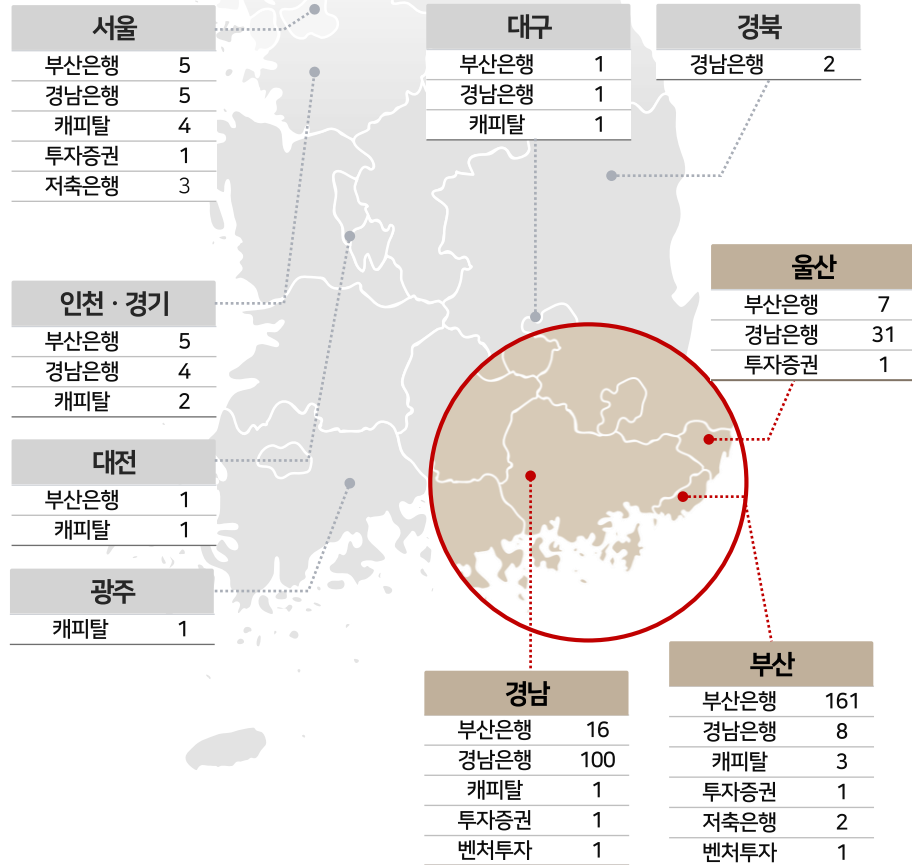 서울
부산은행 5
경남은행 5
캐피탈 4
투자증권 1
저축은행 3
대구
부산은행 1
경남은행 1
캐피탈 1
경북
경남은행 2
인천 · 경기
부산은행 5
경남은행 4
캐피탈 2
울산
부산은행 7
경남은행 31
투자증권 1
대전
부산은행 1
캐피탈 1
광주
캐피탈 1
경남
부산은행 16
경남은행 100
캐피탈 1
투자증권 1
벤처투자 1
부산
부산은행 161
경남은행 8
캐피탈 3
투자증권 1
저축은행 2
벤처투자 1